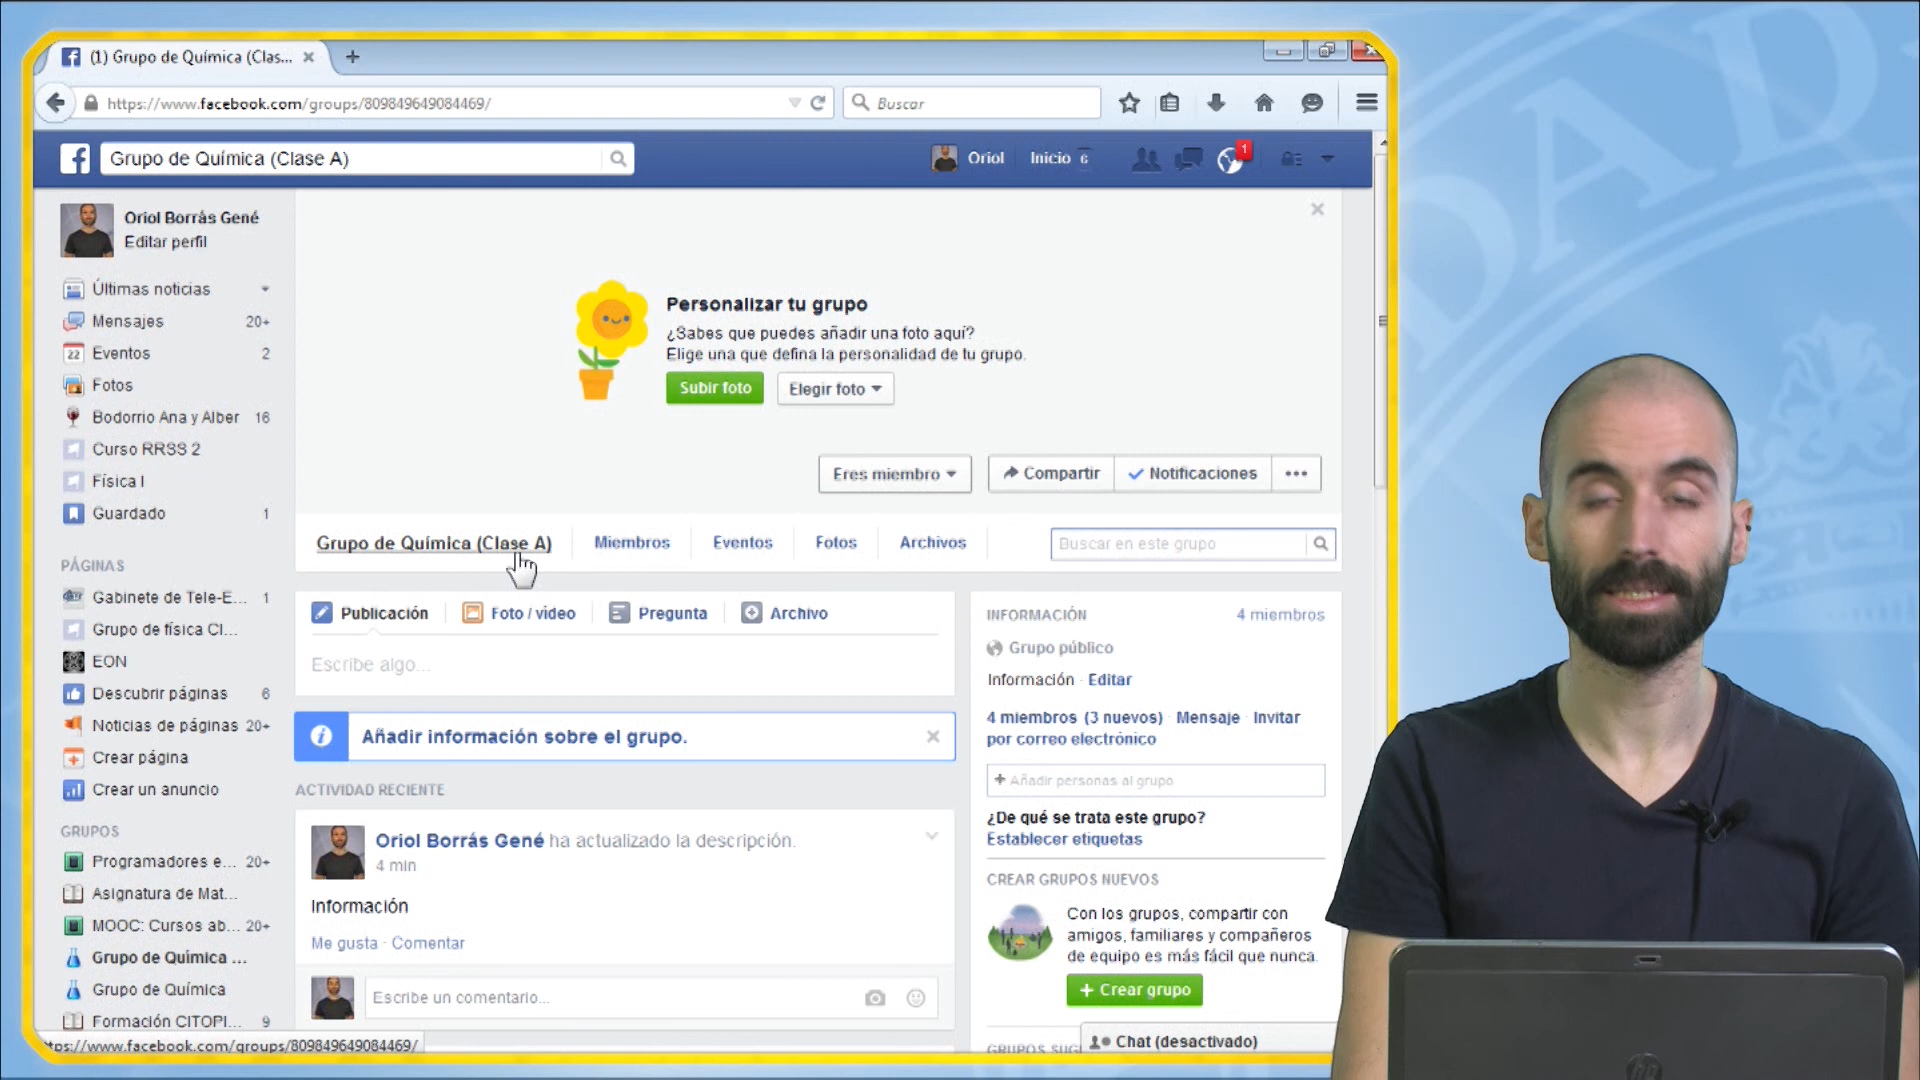 (1) Grupo de Química (Clas...
https://www.facebook.com/groups/809849649084469/
Buscar
Grupo de Química (Clase A)
Oriol
Inicio 6
1
Oriol Borrás Gené
Editar perfil
Últimas noticias
Mensajes 20+
22 Eventos 2
Fotos
Bodorrio Ana y Alber 16
Curso RRSS 2
Física I
Guardado 1
PÁGINAS
Gabinete de Tele-E... 1
Grupo de física Cl...
EON
Descubrir páginas 6
Noticias de páginas 20+
Crear página
Crear un anuncio
GRUPOS
Programadores e... 20+
Asignatura de Mat...
MOOC: Cursos ab... 20+
Grupo de Química ...
Grupo de Química
Formación CITOPI... 9
Personalizar tu grupo
¿Sabes que puedes añadir una foto aquí?
Elige una que defina la personalidad de tu grupo.
Subir foto
Elegir foto
Eres miembro
Compartir
Notificaciones
Grupo de Química (Clase A)
Miembros
Eventos
Fotos
Archivos
Buscar en este grupo
Publicación
Foto / vídeo
Pregunta
Archivo
Escribe algo...
Añadir información sobre el grupo.
ACTIVIDAD RECIENTE
Oriol Borrás Gené ha actualizado la descripción.
4 min
Información
Me gusta · Comentar
Escribe un comentario...
INFORMACIÓN 4 miembros
Grupo público
Información · Editar
4 miembros (3 nuevos) · Mensaje · Invitar
por correo electrónico
+ Añadir personas al grupo
¿De qué se trata este grupo?
Establecer etiquetas
CREAR GRUPOS NUEVOS
Con los grupos, compartir con
amigos, familiares y compañeros
de equipo es más fácil que nunca.
+ Crear grupo
GRUPOS SUG
Chat (desactivado)
ttps://www.facebook.com/groups/809849649084469/
hp